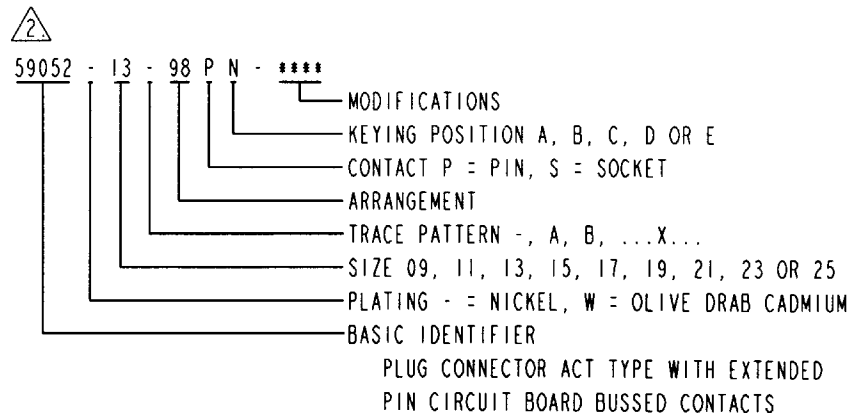 2.
59052 - 13 - 98 P N - ****
MODIFICATIONS
KEYING POSITION A, B, C, D OR E
CONTACT P = PIN, S = SOCKET
ARRANGEMENT
TRACE PATTERN -, A, B, ...X...
SIZE 09, 11, 13, 15, 17, 19, 21, 23 OR 25
PLATING - = NICKEL, W = OLIVE DRAB CADMIUM
BASIC IDENTIFIER
PLUG CONNECTOR ACT TYPE WITH EXTENDED
PIN CIRCUIT BOARD BUSSED CONTACTS